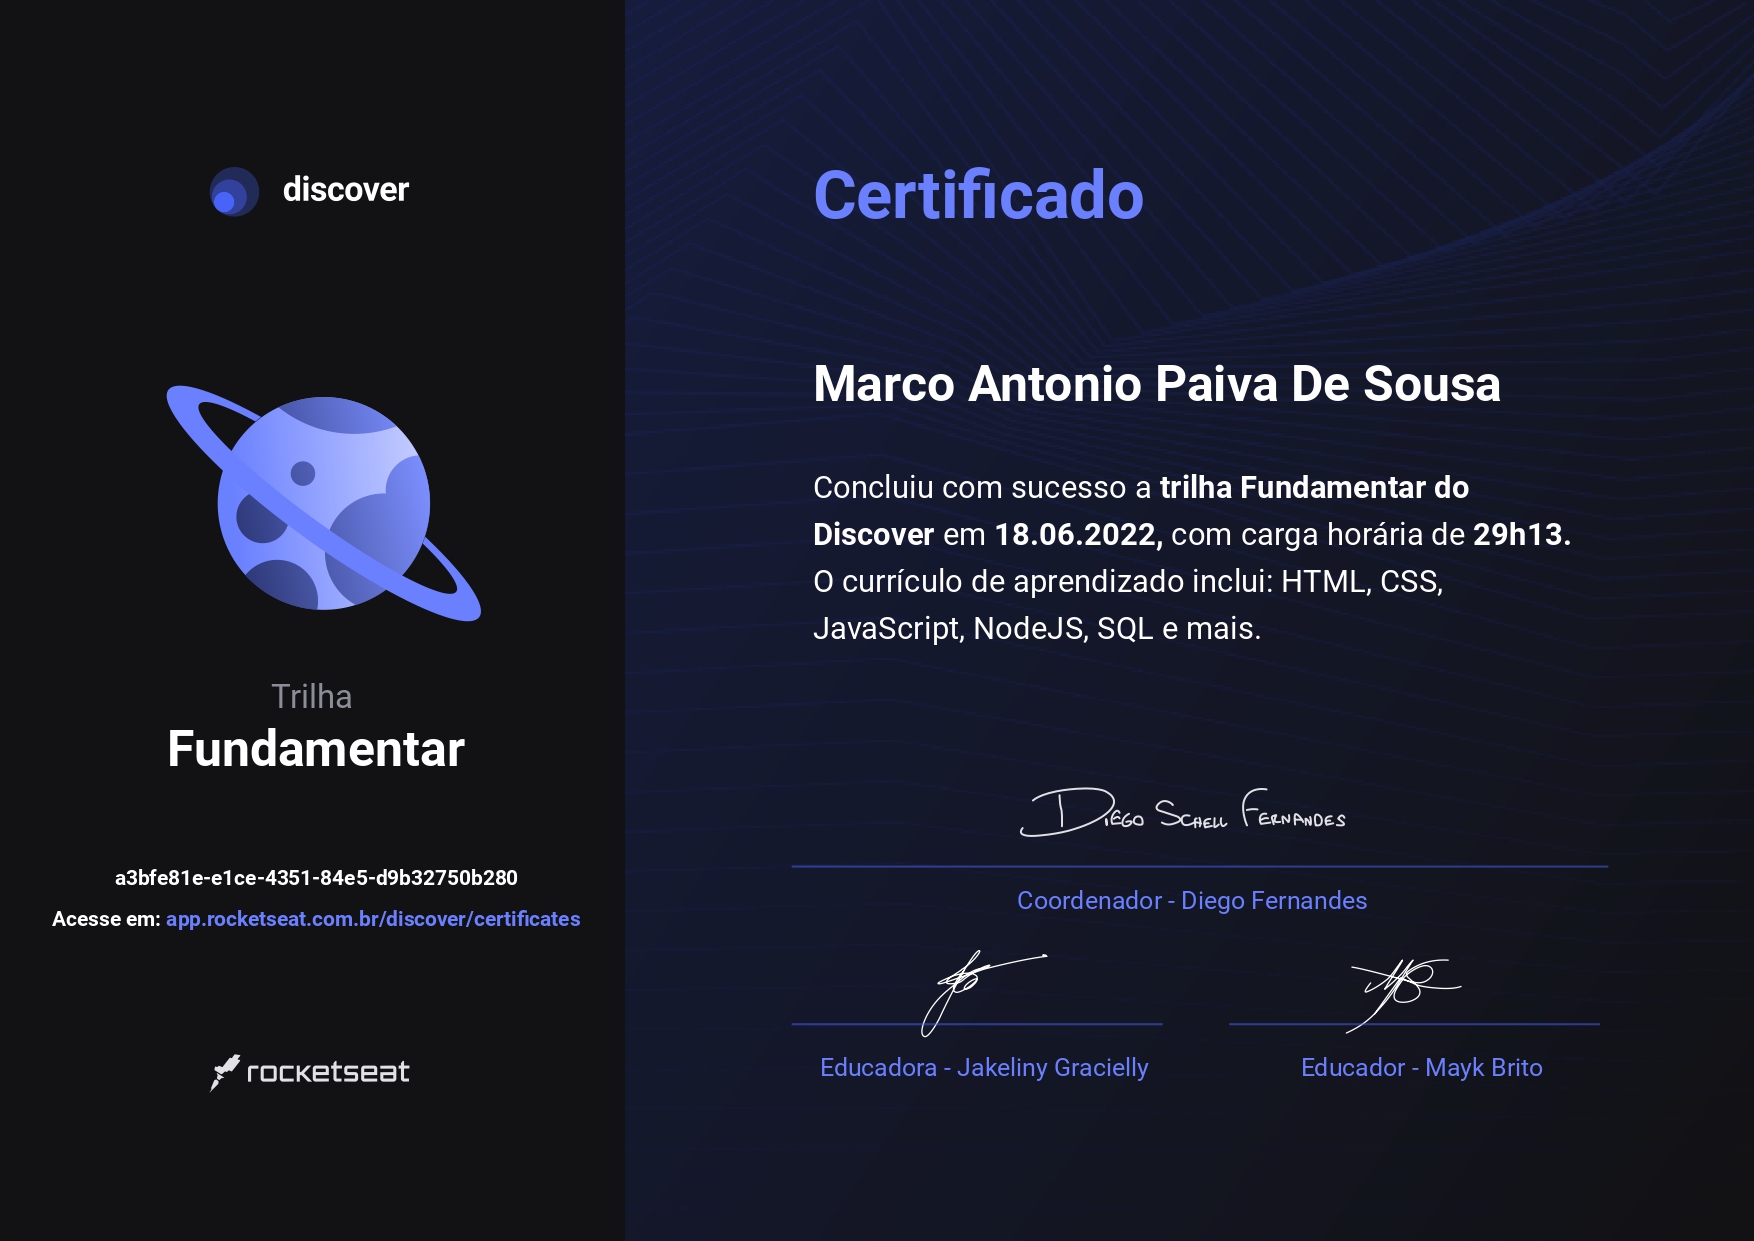 discover
Trilha
Fundamentar
a3bfe81e-e1ce-4351-84e5-d9b32750b280
Acesse em: app.rocketseat.com.br/discover/certificates
rocketseat
Certificado
Marco Antonio Paiva De Sousa
Concluiu com sucesso a trilha Fundamentar do
Discover em 18.06.2022, com carga horária de 29h13.
O currículo de aprendizado inclui: HTML, CSS,
JavaScript, NodeJS, SQL e mais.
Diego Schell Fernandes
Coordenador - Diego Fernandes
Educadora - Jakeliny Gracielly
Educador - Mayk Brito